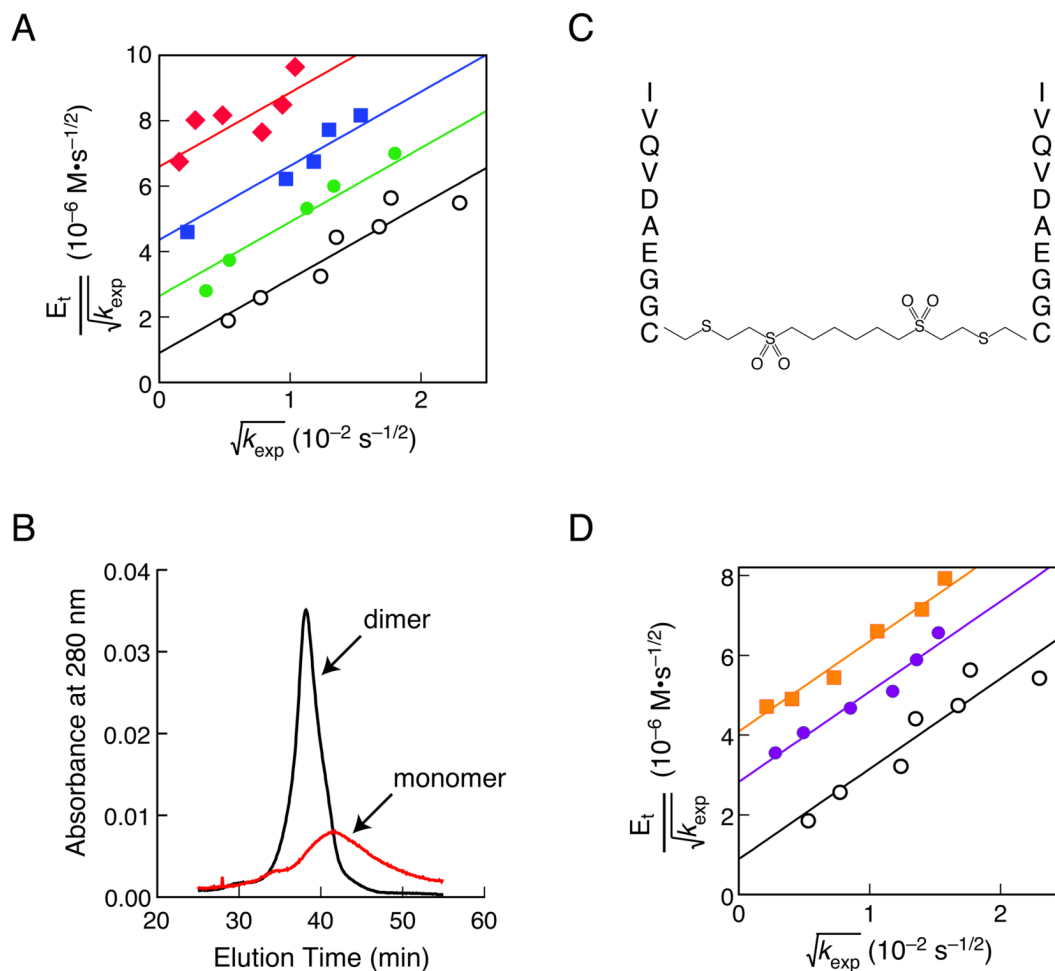 A
10
8
6
4
2
0
0
1
2
E_t
√k_exp
(10⁻⁶ M•s⁻¹/²)
√k_exp (10⁻² s⁻¹/²)
B
0.04
0.03
0.02
0.01
0.00
20
30
40
50
60
dimer
monomer
Absorbance at 280 nm
Elution Time (min)
C
I
V
Q
V
D
A
E
G
G
C
S
S
O O
O O
S
S
I
V
Q
V
D
A
E
G
G
C
D
8
6
4
2
0
0
1
2
E_t
√k_exp
(10⁻⁶ M•s⁻¹/²)
√k_exp (10⁻² s⁻¹/²)